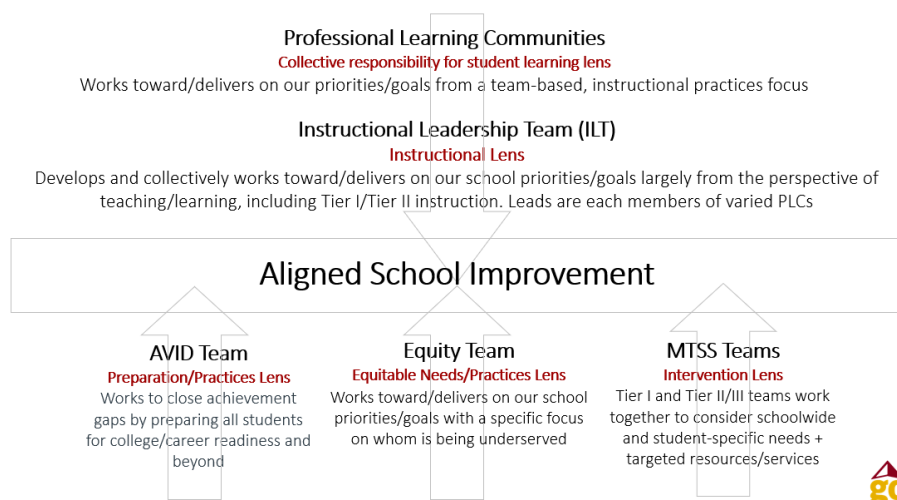 Professional Learning Communities
Collective responsibility for student learning lens
Works toward/delivers on our priorities/goals from a team-based, instructional practices focus
Instructional Leadership Team (ILT)
Instructional Lens
Develops and collectively works toward/delivers on our school priorities/goals largely from the perspective of
teaching/learning, including Tier I/Tier II instruction. Leads are each members of varied PLCs
Aligned School Improvement
AVID Team
Preparation/Practices Lens
Works to close achievement
gaps by preparing all students
for college/career readiness and
beyond
Equity Team
Equitable Needs/Practices Lens
Works toward/delivers on our school
priorities/goals with a specific focus
on whom is being underserved
MTSS Teams
Intervention Lens
Tier I and Tier II/III teams work
together to consider schoolwide
and student-specific needs +
targeted resources/services